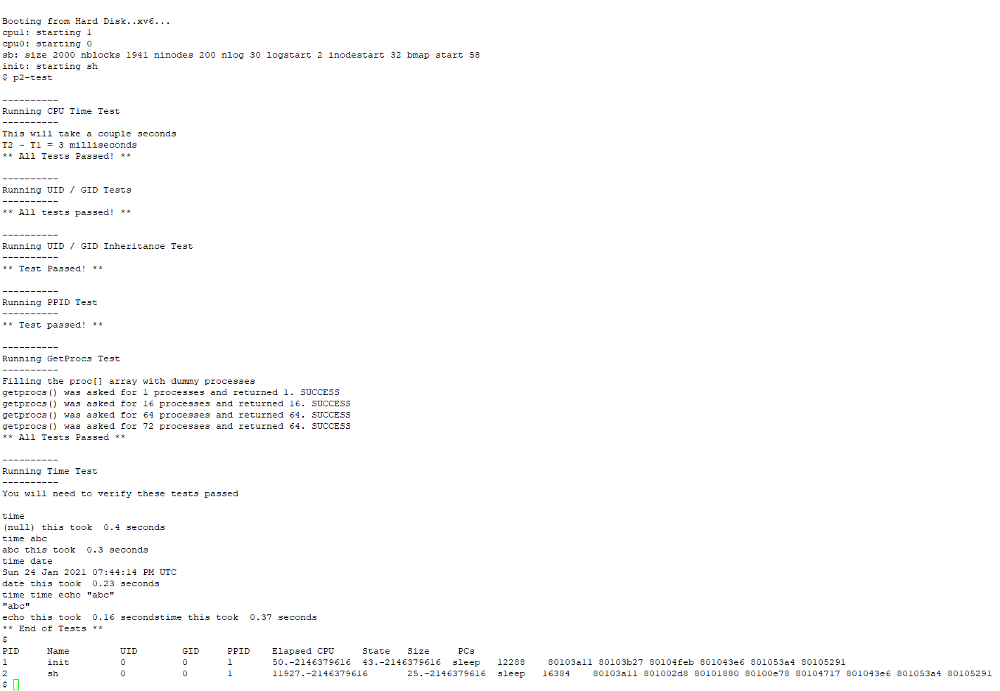 Booting from Hard Disk..xv6...
cpu1: starting 1
cpu0: starting 0
sb: size 2000 nblocks 1941 ninodes 200 nlog 30 logstart 2 inodestart 32 bmap start 58
init: starting sh
$ p2-test
----------
Running CPU Time Test
----------
This will take a couple seconds
T2 - T1 = 3 milliseconds
** All Tests Passed! **
----------
Running UID / GID Tests
----------
** All tests passed! **
----------
Running UID / GID Inheritance Test
----------
** Test Passed! **
----------
Running PPID Test
----------
** Test passed! **
----------
Running GetProcs Test
----------
Filling the proc[] array with dummy processes
getprocs() was asked for 1 processes and returned 1. SUCCESS
getprocs() was asked for 16 processes and returned 16. SUCCESS
getprocs() was asked for 64 processes and returned 64. SUCCESS
getprocs() was asked for 72 processes and returned 64. SUCCESS
** All Tests Passed **
----------
Running Time Test
----------
You will need to verify these tests passed
time
(null) this took  0.4 seconds
time abc
abc this took  0.3 seconds
time date
Sun 24 Jan 2021 07:44:14 PM UTC
date this took  0.23 seconds
time time echo "abc"
"abc"
echo this took  0.16 secondstime this took  0.37 seconds
** End of Tests **
$
PID     Name         UID        GID     PPID    Elapsed CPU     State   Size     PCs
1       init         0          0       1       50.-2146379616  43.-2146379616  sleep   12288    80103a11 80103b27 80104feb 801043e6 801053a4 80105291
2       sh           0          0       1       11927.-2146379616       25.-2146379616  sleep   16384    80103a11 801002d8 80101880 80100e78 80104717 801043e6 801053a4 80105291
$